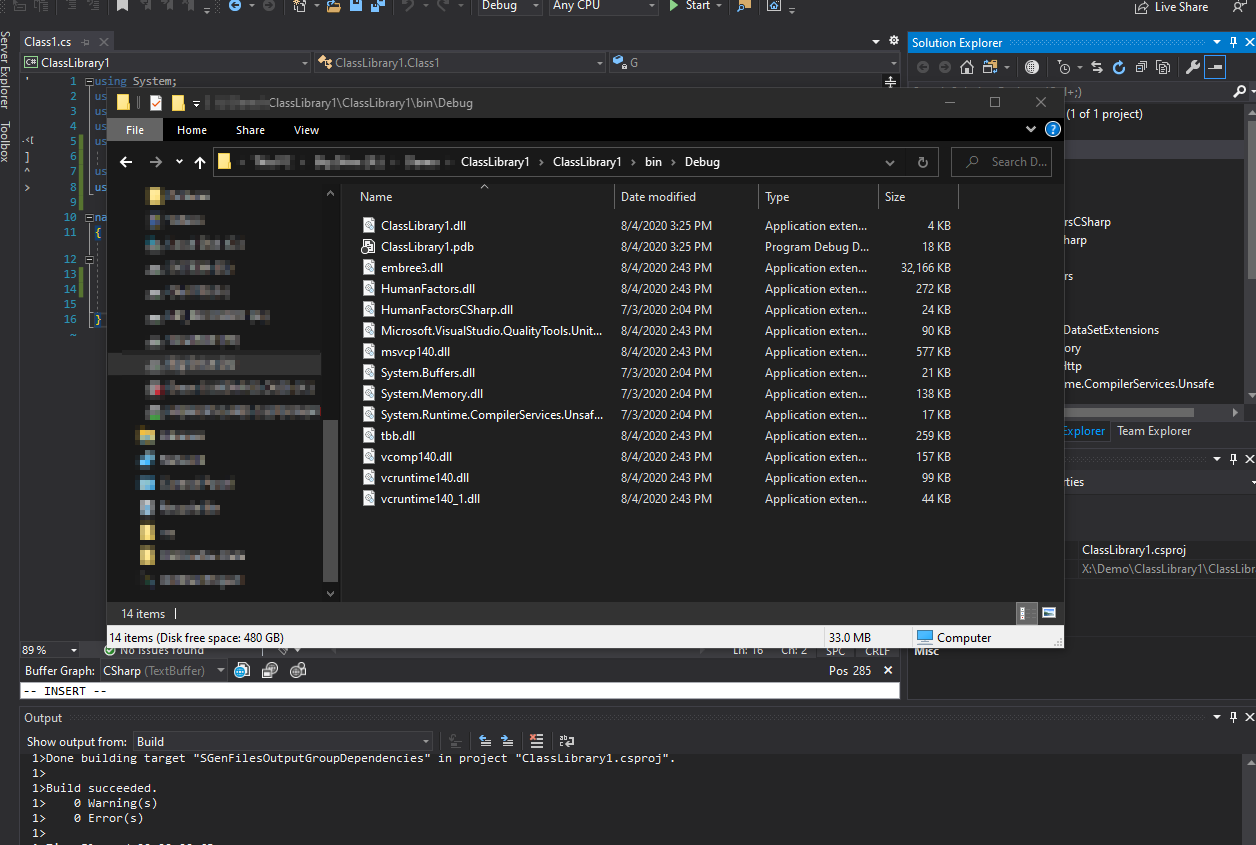 Debug
Any CPU
Start
Live Share
Server Explorer
Toolbox
Class1.cs
C# ClassLibrary1
ClassLibrary1.Class1
G
1 using System;
2 us
3 us
4 us
5 us
6
7 us
8 us
9
10 na
11 {
12
13
14
15
16 }
ClassLibrary1\ClassLibrary1\bin\Debug
File
Home
Share
View
ClassLibrary1 › ClassLibrary1 › bin › Debug
Search D...
Name Date modified Type Size
ClassLibrary1.dll 8/4/2020 3:25 PM Application exten... 4 KB
ClassLibrary1.pdb 8/4/2020 3:25 PM Program Debug D... 18 KB
embree3.dll 8/4/2020 2:43 PM Application exten... 32,166 KB
HumanFactors.dll 8/4/2020 2:43 PM Application exten... 272 KB
HumanFactorsCSharp.dll 7/3/2020 2:04 PM Application exten... 24 KB
Microsoft.VisualStudio.QualityTools.Unit... 8/4/2020 2:43 PM Application exten... 90 KB
msvcp140.dll 8/4/2020 2:43 PM Application exten... 577 KB
System.Buffers.dll 7/3/2020 2:04 PM Application exten... 21 KB
System.Memory.dll 7/3/2020 2:04 PM Application exten... 138 KB
System.Runtime.CompilerServices.Unsaf... 7/3/2020 2:04 PM Application exten... 17 KB
tbb.dll 8/4/2020 2:43 PM Application exten... 259 KB
vcomp140.dll 8/4/2020 2:43 PM Application exten... 157 KB
vcruntime140.dll 8/4/2020 2:43 PM Application exten... 99 KB
vcruntime140_1.dll 8/4/2020 2:43 PM Application exten... 44 KB
14 items
14 items (Disk free space: 480 GB)
33.0 MB
Computer
Solution Explorer
l+;)
(1 of 1 project)
rsCSharp
harp
rs
DataSetExtensions
ory
Http
me.CompilerServices.Unsafe
Explorer
Team Explorer
rties
ClassLibrary1.csproj
X:\Demo\ClassLibrary1\ClassLibra
Misc
89 %
No issues found
Ln: 16 Ch: 2 SPC CRLF
Buffer Graph: CSharp (TextBuffer)
Pos 285
-- INSERT --
Output
Show output from: Build
1>Done building target "SGenFilesOutputGroupDependencies" in project "ClassLibrary1.csproj".
1>
1>Build succeeded.
1> 0 Warning(s)
1> 0 Error(s)
1>